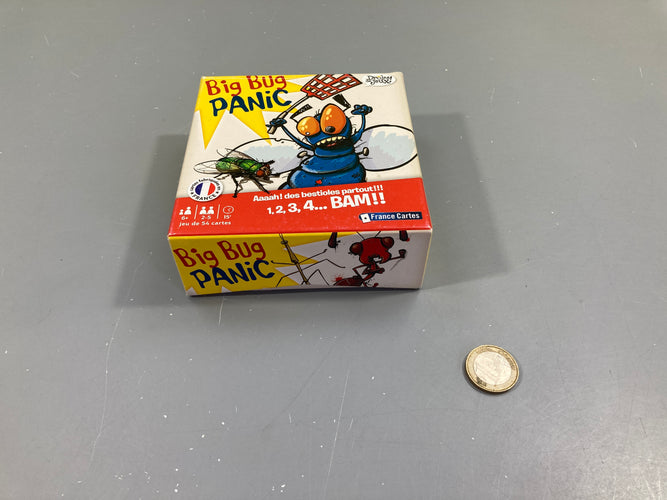 Big Bug
PANiC
Aaaah! des bestioles partout!!!
1, 2, 3, 4... BAM!!
FRANCE
6+ 2-5 15'
jeu de 54 cartes
France Cartes
Big Bug
PANiC